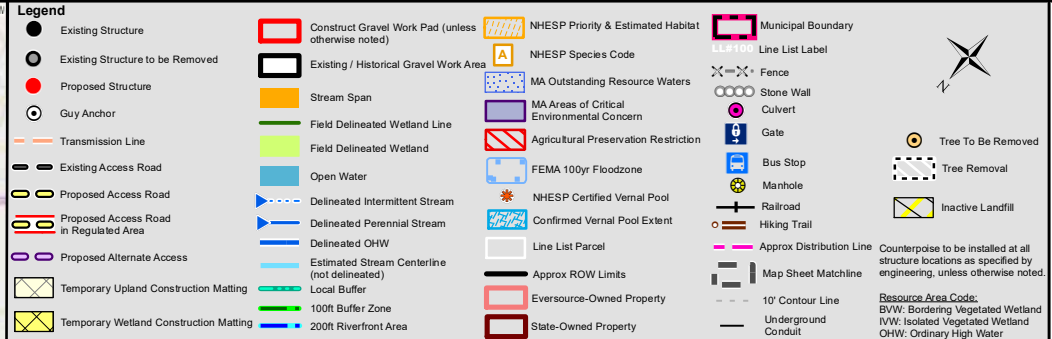 Legend
Existing Structure
Existing Structure to be Removed
Proposed Structure
Guy Anchor
Transmission Line
Existing Access Road
Proposed Access Road
Proposed Access Road
in Regulated Area
Proposed Alternate Access
Temporary Upland Construction Matting
Temporary Wetland Construction Matting
Construct Gravel Work Pad (unless
otherwise noted)
Existing / Historical Gravel Work Area
Stream Span
Field Delineated Wetland Line
Field Delineated Wetland
Open Water
Delineated Intermittent Stream
Delineated Perennial Stream
Delineated OHW
Estimated Stream Centerline
(not delineated)
Local Buffer
100ft Buffer Zone
200ft Riverfront Area
NHESP Priority & Estimated Habitat
A
NHESP Species Code
MA Outstanding Resource Waters
MA Areas of Critical
Environmental Concern
Agricultural Preservation Restriction
FEMA 100yr Floodzone
NHESP Certified Vernal Pool
Confirmed Vernal Pool Extent
Line List Parcel
Approx ROW Limits
Eversource-Owned Property
State-Owned Property
Municipal Boundary
LL#100 Line List Label
Fence
Stone Wall
Culvert
Gate
Bus Stop
Manhole
Railroad
Hiking Trail
Approx Distribution Line
Map Sheet Matchline
10' Contour Line
Underground
Conduit
N
Tree To Be Removed
Tree Removal
Inactive Landfill
Counterpoise to be installed at all
structure locations as specified by
engineering, unless otherwise noted.
Resource Area Code:
BVW: Bordering Vegetated Wetland
IVW: Isolated Vegetated Wetland
OHW: Ordinary High Water